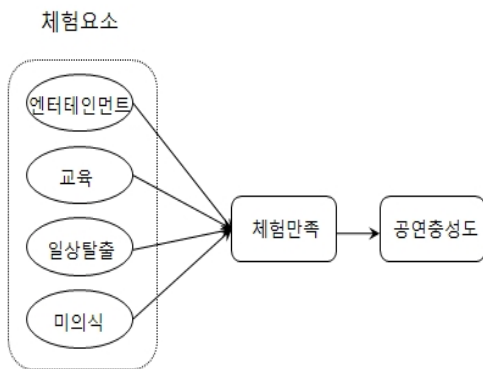 체험요소
엔터테인먼트
교육
일상탈출
미의식
체험만족
공연충성도